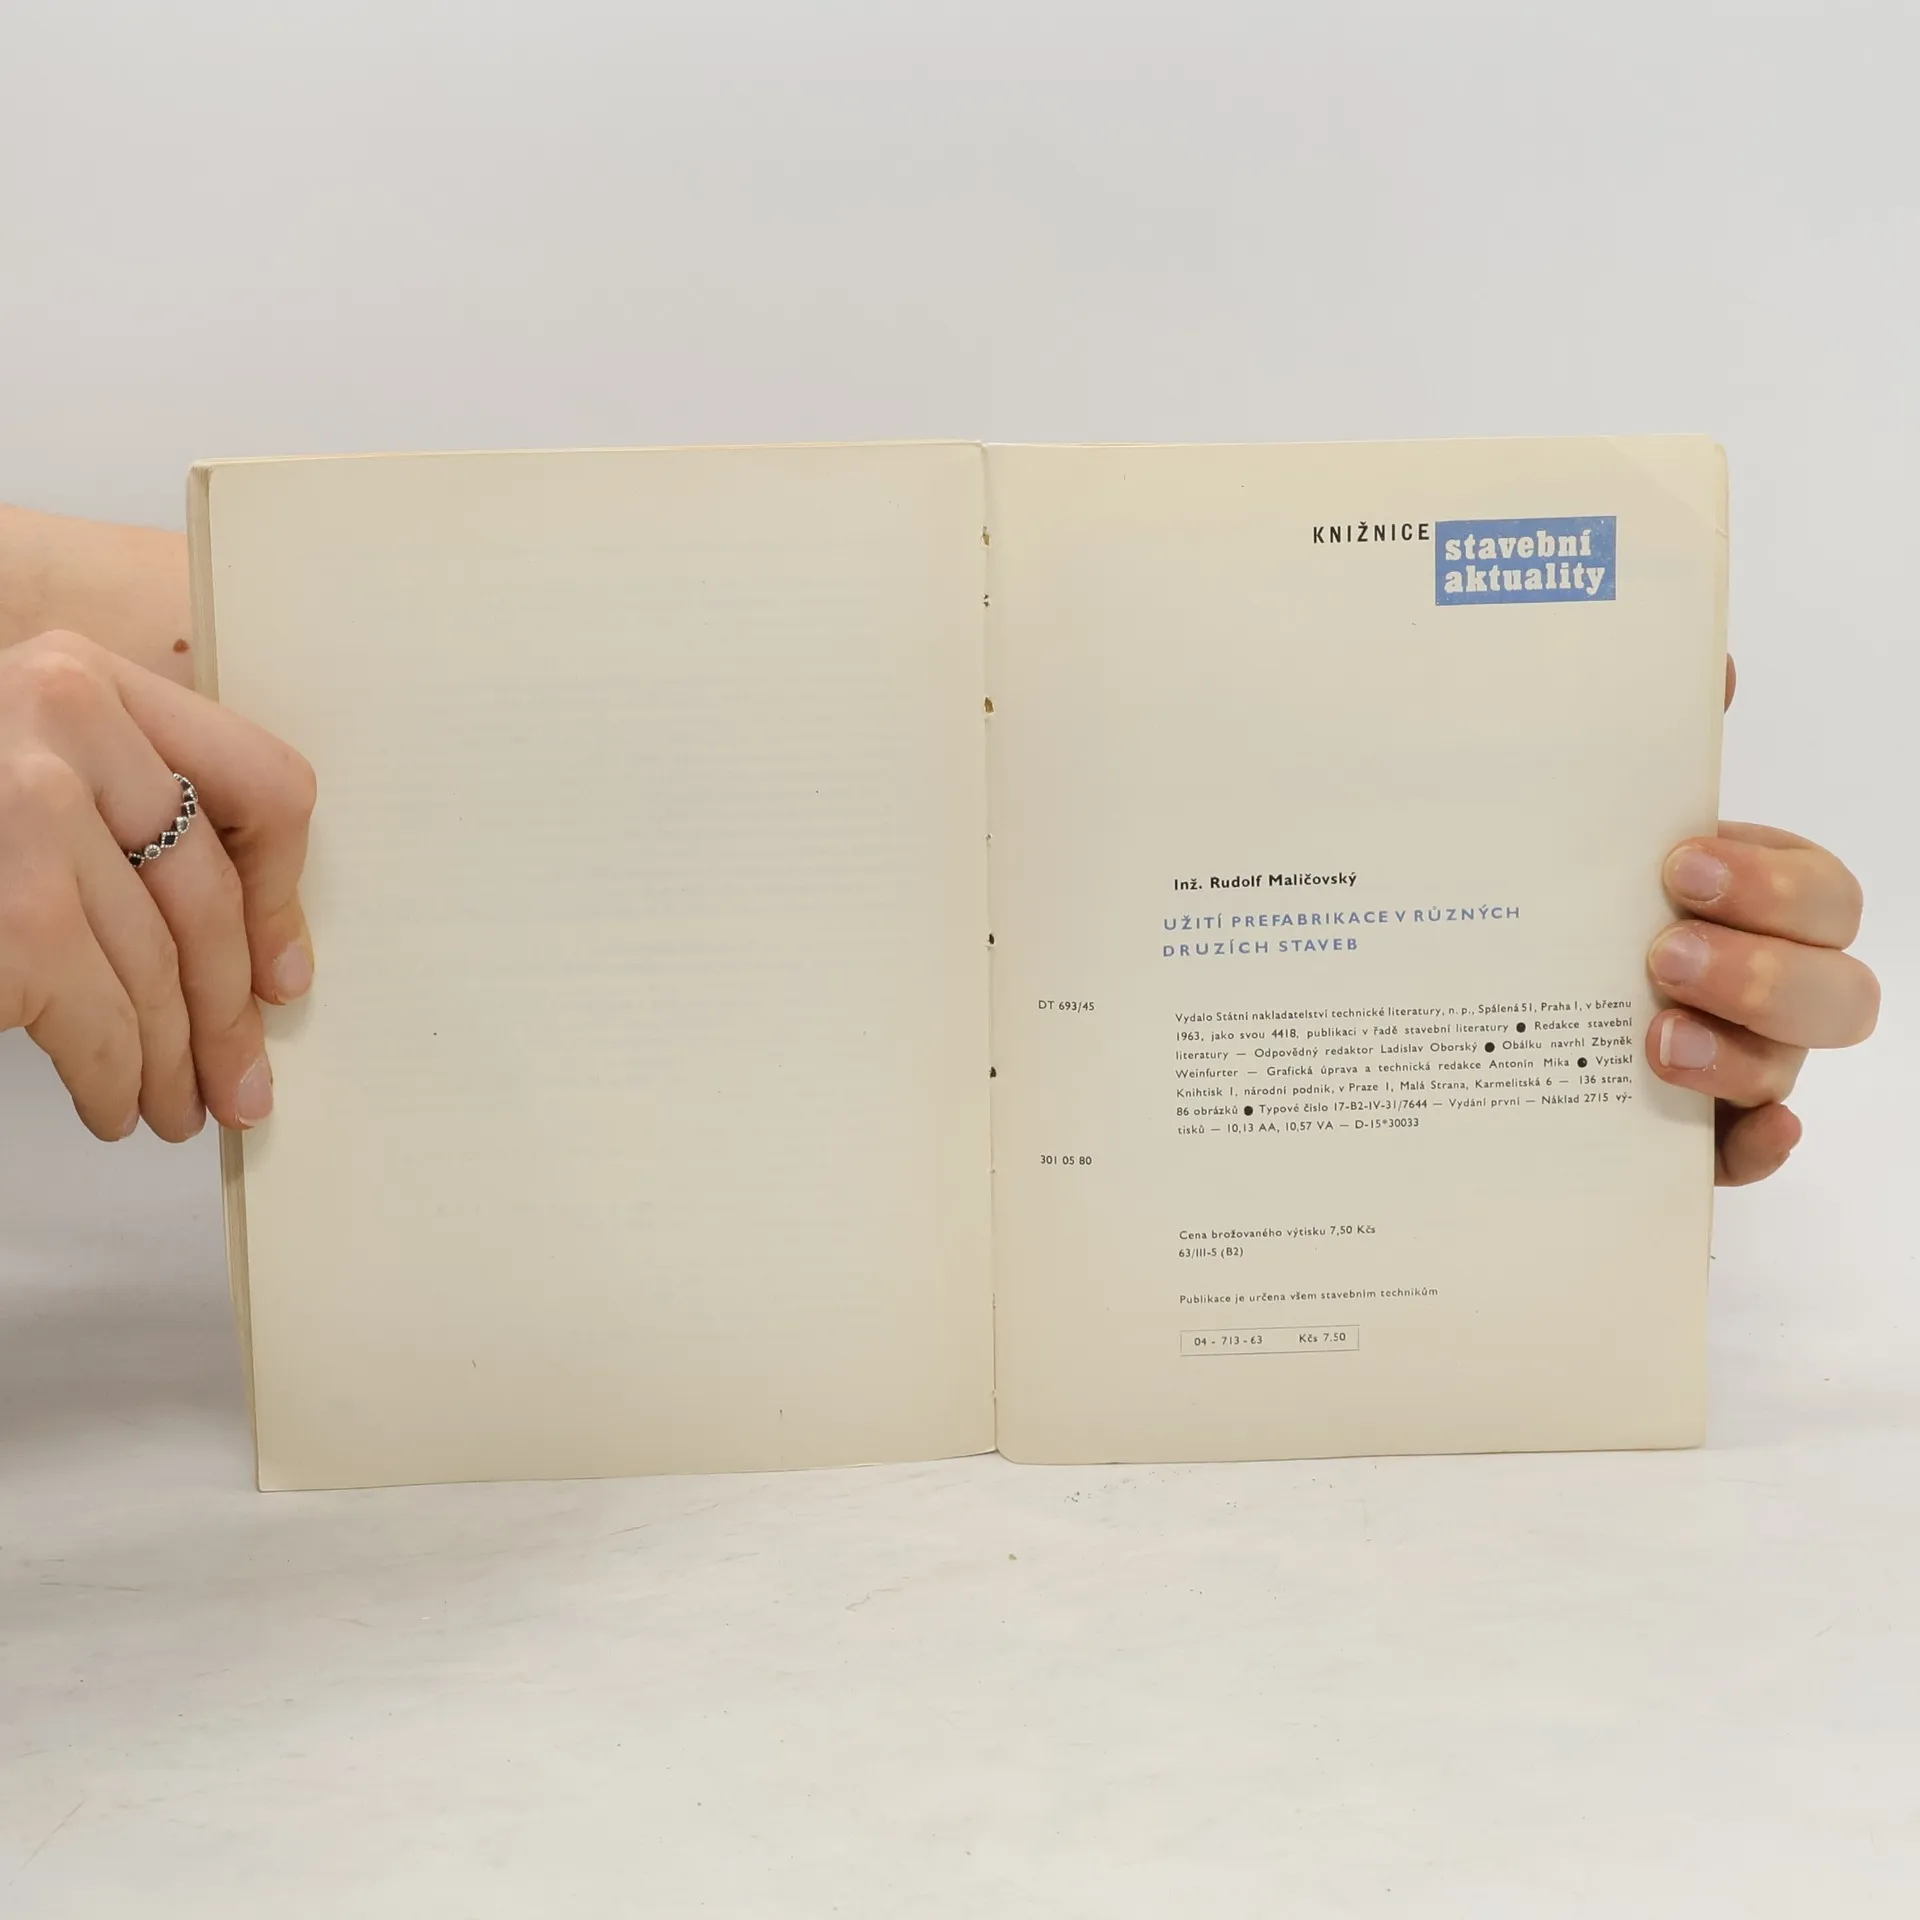 KNIŽNICE
stavební
aktuality
Inž. Rudolf Maličovský
UŽITÍ PREFABRIKACE V RŮZNÝCH
DRUZÍCH STAVEB
DT 693/45
Vydalo Státní nakladatelství technické literatury, n. p., Spálená 51, Praha 1, v březnu
1963, jako svou 4418. publikaci v řadě stavební literatury ● Redakce stavební
literatury — Odpovědný redaktor Ladislav Oborský ● Obálku navrhl Zbyněk
Weinfurter — Grafická úprava a technická redakce Antonín Mika ● Vytiskl
Knihtisk 1, národní podnik, v Praze 1, Malá Strana, Karmelitská 6 — 136 stran,
86 obrázků ● Typové číslo 17-B2-IV-31/7644 — Vydání první — Náklad 2715 vý-
tisků — 10,13 AA, 10,57 VA — D-15*30033
301 05 80
Cena brožovaného výtisku 7,50 Kčs
63/III-5 (B2)
Publikace je určena všem stavebním technikům
04 - 713 - 63 Kčs 7.50